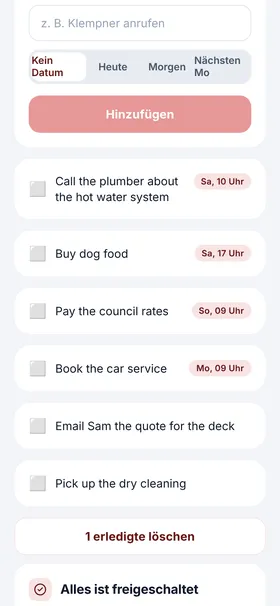 z. B. Klempner anrufen
Kein
Datum
Heute
Morgen
Nächsten
Mo
Hinzufügen
Call the plumber about
the hot water system
Sa, 10 Uhr
Buy dog food
Sa, 17 Uhr
Pay the council rates
So, 09 Uhr
Book the car service
Mo, 09 Uhr
Email Sam the quote for the deck
Pick up the dry cleaning
1 erledigte löschen
Alles ist freigeschaltet